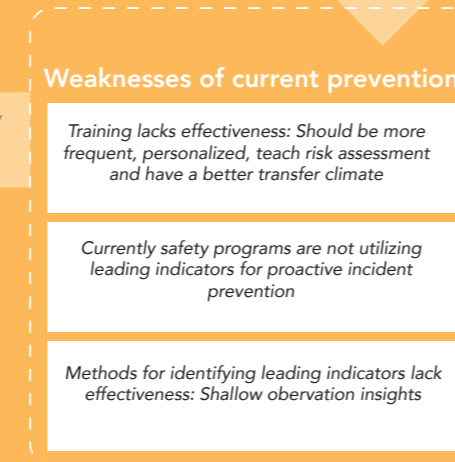 Weaknesses of current prevention
Training lacks effectiveness: Should be more
frequent, personalized, teach risk assessment
and have a better transfer climate
Currently safety programs are not utilizing
leading indicators for proactive incident
prevention
Methods for identifying leading indicators lack
effectiveness: Shallow obervation insights